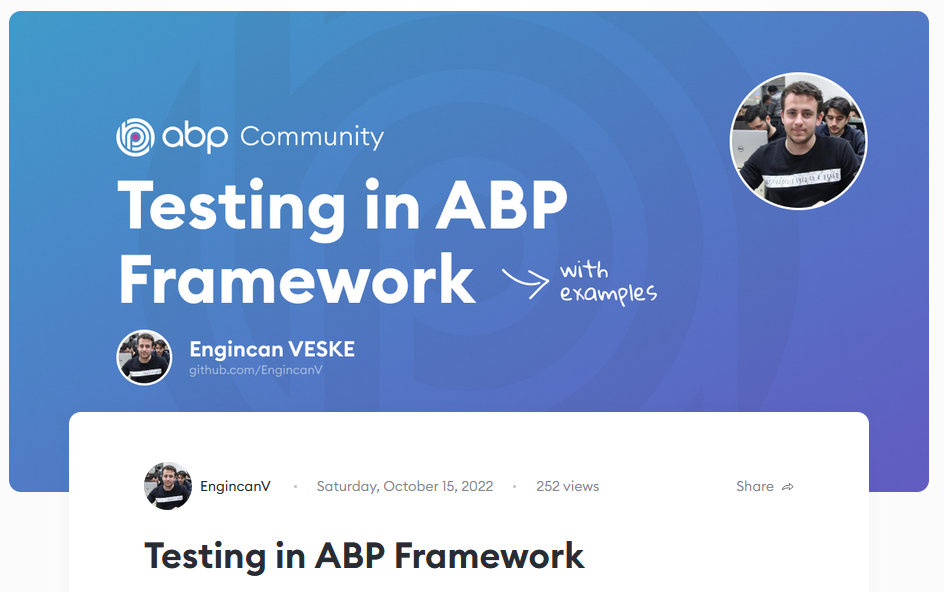 abp Community
Testing in ABP
Framework
with
examples
Engincan VESKE
github.com/EngincanV
EngincanV • Saturday, October 15, 2022 • 252 views Share
Testing in ABP Framework